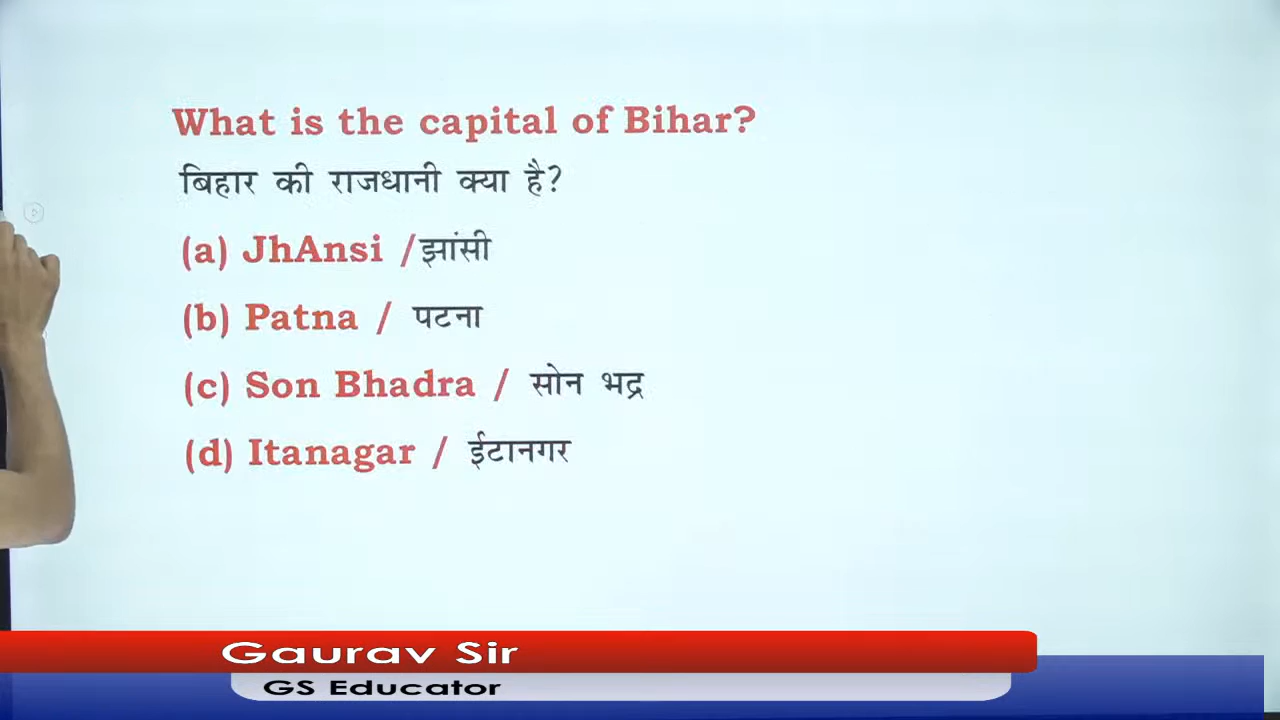 What is the capital of Bihar?
बिहार की राजधानी क्या है?
(a) JhAnsi /झांसी
(b) Patna / पटना
(c) Son Bhadra / सोन भद्र
(d) Itanagar / ईटानगर
Gaurav Sir
GS Educator